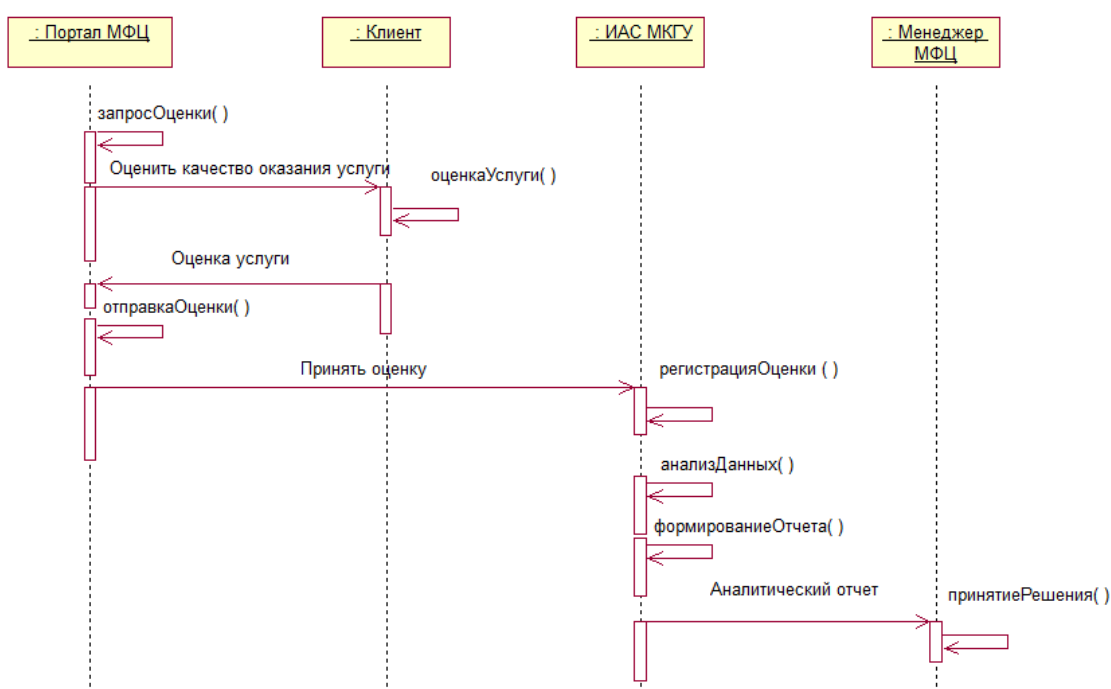 : Портал МФЦ
: Клиент
: ИАС МКГУ
: Менеджер
МФЦ
запросОценки( )
Оценить качество оказания услуги
оценкаУслуги( )
Оценка услуги
отправкаОценки( )
Принять оценку
регистрацияОценки ( )
анализДанных( )
формированиеОтчета( )
Аналитический отчет
принятиеРешения( )